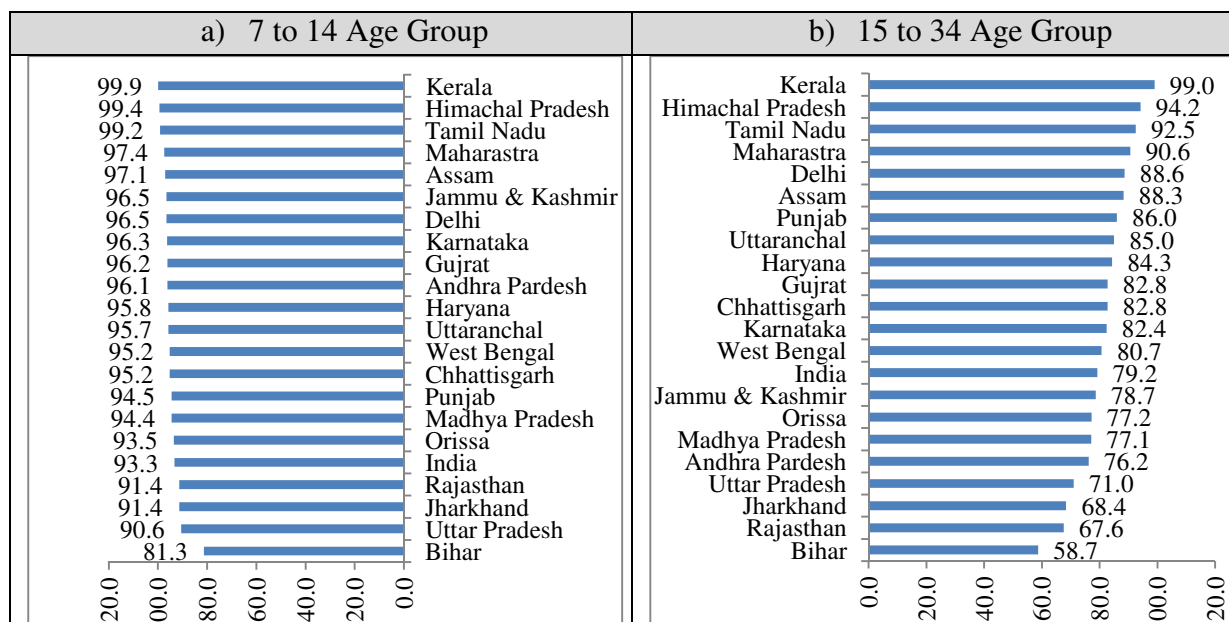 a) 7 to 14 Age Group
99.9 Kerala
99.4 Himachal Pradesh
99.2 Tamil Nadu
97.4 Maharastra
97.1 Assam
96.5 Jammu & Kashmir
96.5 Delhi
96.3 Karnataka
96.2 Gujrat
96.1 Andhra Pardesh
95.8 Haryana
95.7 Uttaranchal
95.2 West Bengal
95.2 Chhattisgarh
94.5 Punjab
94.4 Madhya Pradesh
93.5 Orissa
93.3 India
91.4 Rajasthan
91.4 Jharkhand
90.6 Uttar Pradesh
81.3 Bihar
20.0 00.0 80.0 60.0 40.0 20.0 0.0
b) 15 to 34 Age Group
Kerala 99.0
Himachal Pradesh 94.2
Tamil Nadu 92.5
Maharastra 90.6
Delhi 88.6
Assam 88.3
Punjab 86.0
Uttaranchal 85.0
Haryana 84.3
Gujrat 82.8
Chhattisgarh 82.8
Karnataka 82.4
West Bengal 80.7
India 79.2
Jammu & Kashmir 78.7
Orissa 77.2
Madhya Pradesh 77.1
Andhra Pardesh 76.2
Uttar Pradesh 71.0
Jharkhand 68.4
Rajasthan 67.6
Bihar 58.7
0.0 20.0 40.0 60.0 80.0 00.0 20.0